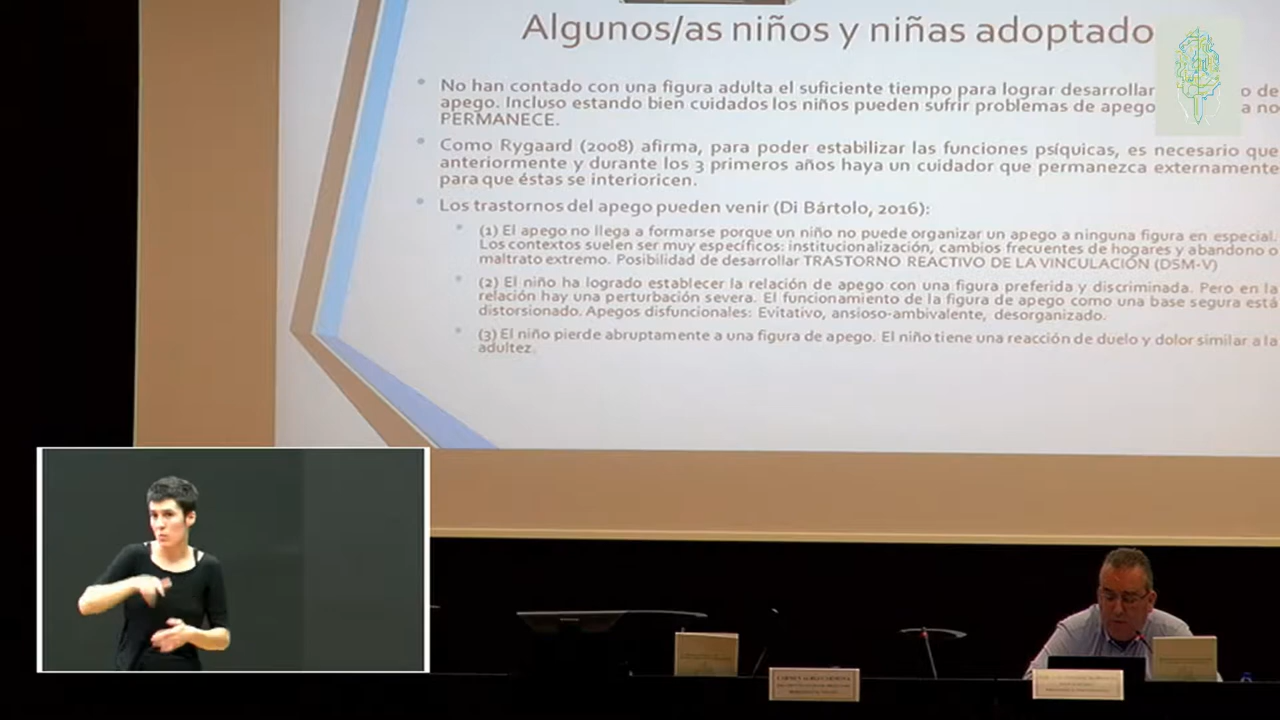 Algunos/as niños y niñas adoptado
No han contado con una figura adulta el suficiente tiempo para lograr desarrollar o de
apego. Incluso estando bien cuidados los niños pueden sufrir problemas de apego a no
PERMANECE.
Como Rygaard (2008) afirma, para poder estabilizar las funciones psíquicas, es necesario que
anteriormente y durante los 3 primeros años haya un cuidador que permanezca externamente
para que éstas se interioricen.
Los trastornos del apego pueden venir (Di Bártolo, 2016):
(1) El apego no llega a formarse porque un niño no puede organizar un apego a ninguna figura en especial.
Los contextos suelen ser muy específicos: institucionalización, cambios frecuentes de hogares y abandono o
maltrato extremo. Posibilidad de desarrollar TRASTORNO REACTIVO DE LA VINCULACIÓN (DSM-V)
(2) El niño ha logrado establecer la relación de apego con una figura preferida y discriminada. Pero en la
relación hay una perturbación severa. El funcionamiento de la figura de apego como una base segura está
distorsionado. Apegos disfuncionales: Evitativo, ansioso-ambivalente, desorganizado.
(3) El niño pierde abruptamente a una figura de apego. El niño tiene una reacción de duelo y dolor similar a la
adultez.